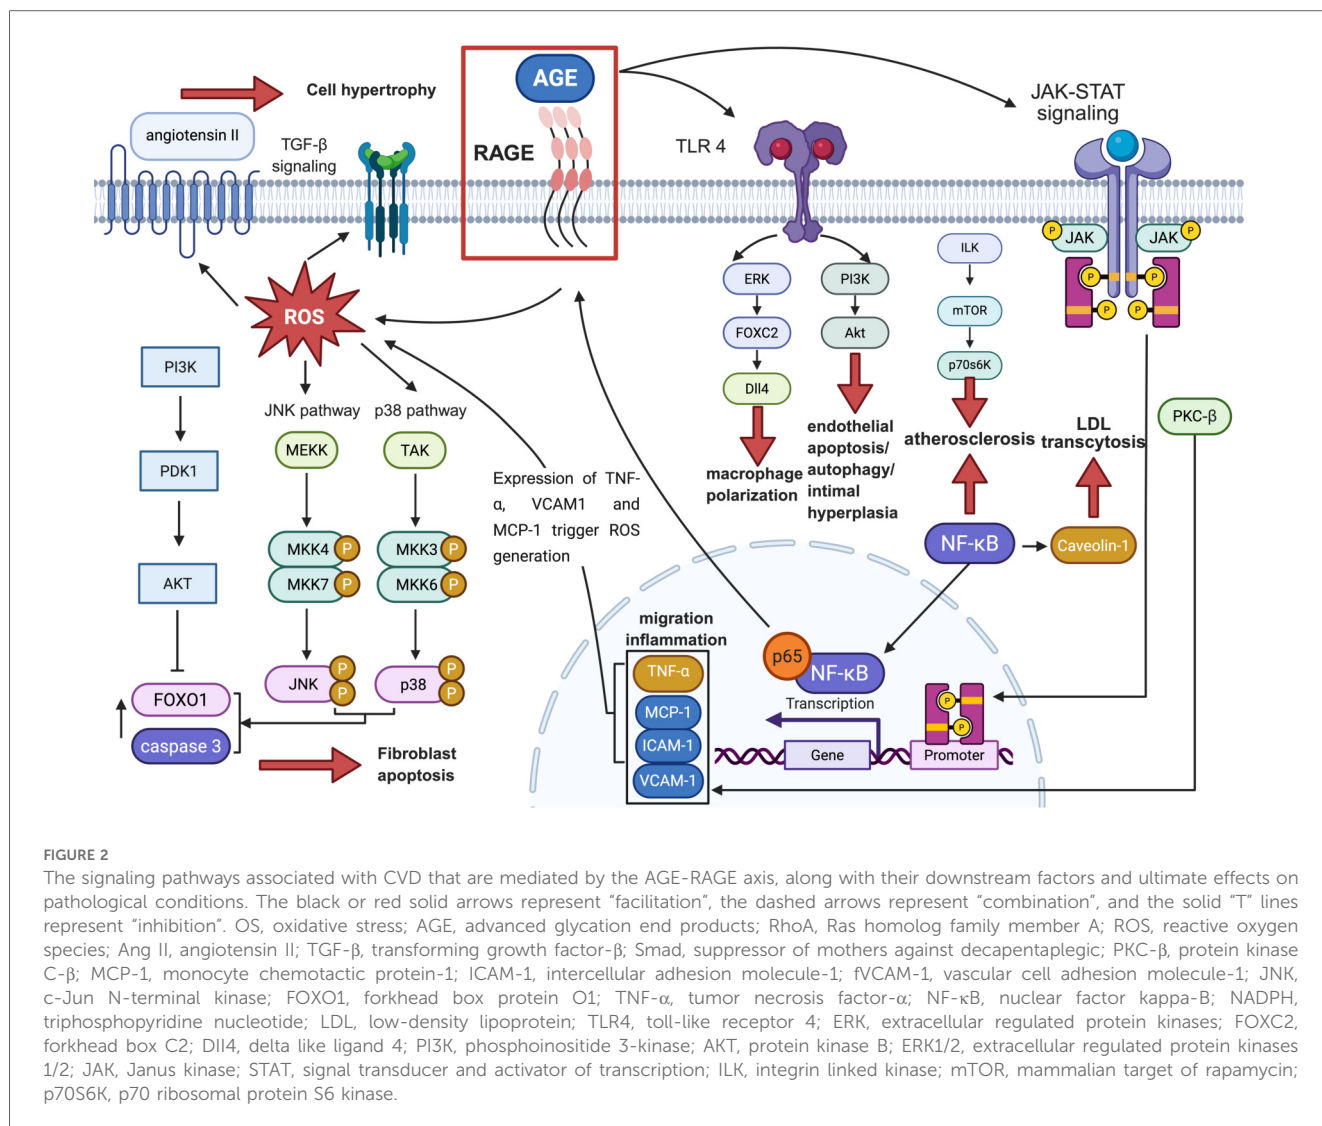 Cell hypertrophy
angiotensin II
TGF-β
signaling
AGE
RAGE
TLR 4
JAK-STAT
signaling
P
JAK
JAK
P
P
P
P
P
ROS
ERK
FOXC2
Dll4
macrophage
polarization
PI3K
Akt
endothelial
apoptosis/
autophagy/
intimal
hyperplasia
ILK
mTOR
p70s6K
atherosclerosis
LDL
transcytosis
PKC-β
NF-κB
Caveolin-1
PI3K
PDK1
AKT
FOXO1
caspase 3
JNK pathway
MEKK
MKK4
P
MKK7
P
JNK
P
P
p38 pathway
TAK
MKK3
P
MKK6
P
p38
P
P
Fibroblast
apoptosis
Expression of TNF-
α, VCAM1 and
MCP-1 trigger ROS
generation
migration
inflammation
TNF-α
MCP-1
ICAM-1
VCAM-1
p65
NF-κB
Transcription
Gene
P
P
Promoter
FIGURE 2
The signaling pathways associated with CVD that are mediated by the AGE-RAGE axis, along with their downstream factors and ultimate effects on
pathological conditions. The black or red solid arrows represent “facilitation”, the dashed arrows represent “combination”, and the solid “T” lines
represent “inhibition”. OS, oxidative stress; AGE, advanced glycation end products; RhoA, Ras homolog family member A; ROS, reactive oxygen
species; Ang II, angiotensin II; TGF-β, transforming growth factor-β; Smad, suppressor of mothers against decapentaplegic; PKC-β, protein kinase
C-β; MCP-1, monocyte chemotactic protein-1; ICAM-1, intercellular adhesion molecule-1; fVCAM-1, vascular cell adhesion molecule-1; JNK,
c-Jun N-terminal kinase; FOXO1, forkhead box protein O1; TNF-α, tumor necrosis factor-α; NF-κB, nuclear factor kappa-B; NADPH,
triphosphopyridine nucleotide; LDL, low-density lipoprotein; TLR4, toll-like receptor 4; ERK, extracellular regulated protein kinases; FOXC2,
forkhead box C2; DII4, delta like ligand 4; PI3K, phosphoinositide 3-kinase; AKT, protein kinase B; ERK1/2, extracellular regulated protein kinases
1/2; JAK, Janus kinase; STAT, signal transducer and activator of transcription; ILK, integrin linked kinase; mTOR, mammalian target of rapamycin;
p70S6K, p70 ribosomal protein S6 kinase.